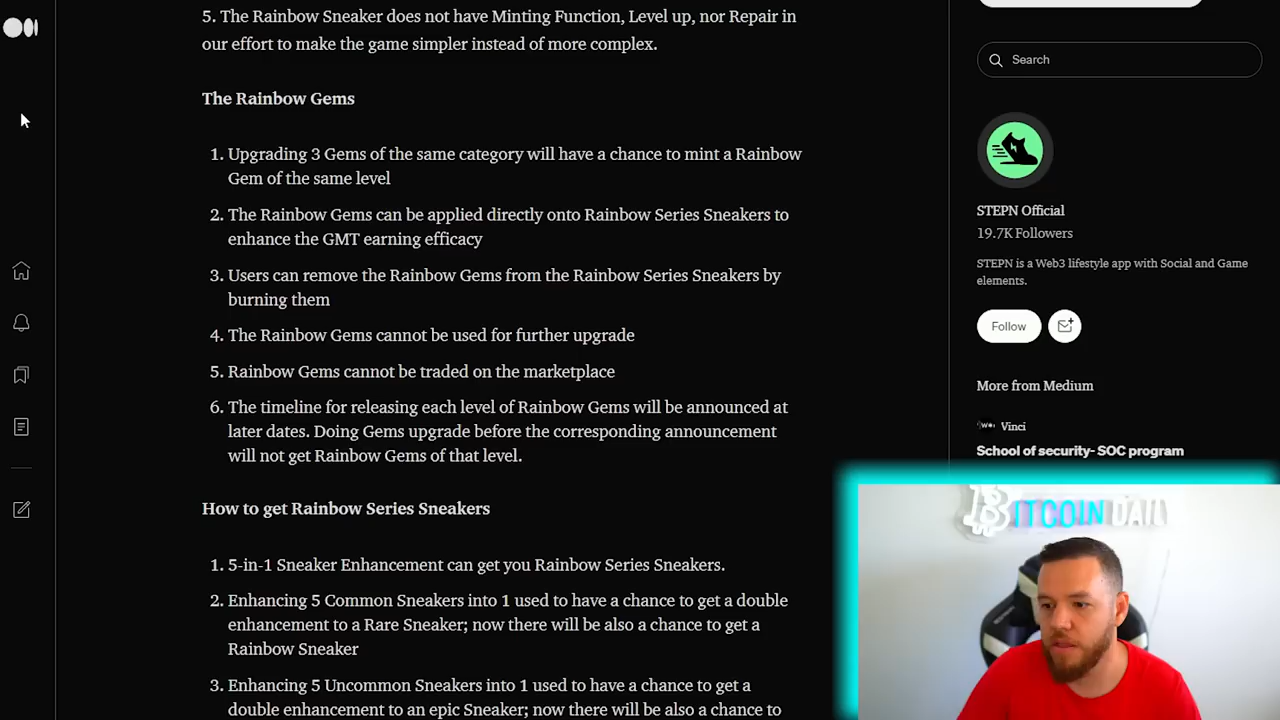 5. The Rainbow Sneaker does not have Minting Function, Level up, nor Repair in
our effort to make the game simpler instead of more complex.
The Rainbow Gems
1. Upgrading 3 Gems of the same category will have a chance to mint a Rainbow
Gem of the same level
2. The Rainbow Gems can be applied directly onto Rainbow Series Sneakers to
enhance the GMT earning efficacy
3. Users can remove the Rainbow Gems from the Rainbow Series Sneakers by
burning them
4. The Rainbow Gems cannot be used for further upgrade
5. Rainbow Gems cannot be traded on the marketplace
6. The timeline for releasing each level of Rainbow Gems will be announced at
later dates. Doing Gems upgrade before the corresponding announcement
will not get Rainbow Gems of that level.
How to get Rainbow Series Sneakers
1. 5-in-1 Sneaker Enhancement can get you Rainbow Series Sneakers.
2. Enhancing 5 Common Sneakers into 1 used to have a chance to get a double
enhancement to a Rare Sneaker; now there will be also a chance to get a
Rainbow Sneaker
3. Enhancing 5 Uncommon Sneakers into 1 used to have a chance to get a
double enhancement to an epic Sneaker; now there will be also a chance to
Search
STEPN Official
19.7K Followers
STEPN is a Web3 lifestyle app with Social and Game
elements.
Follow
More from Medium
Vinci
School of security- SOC program
BITCOIN DAILY